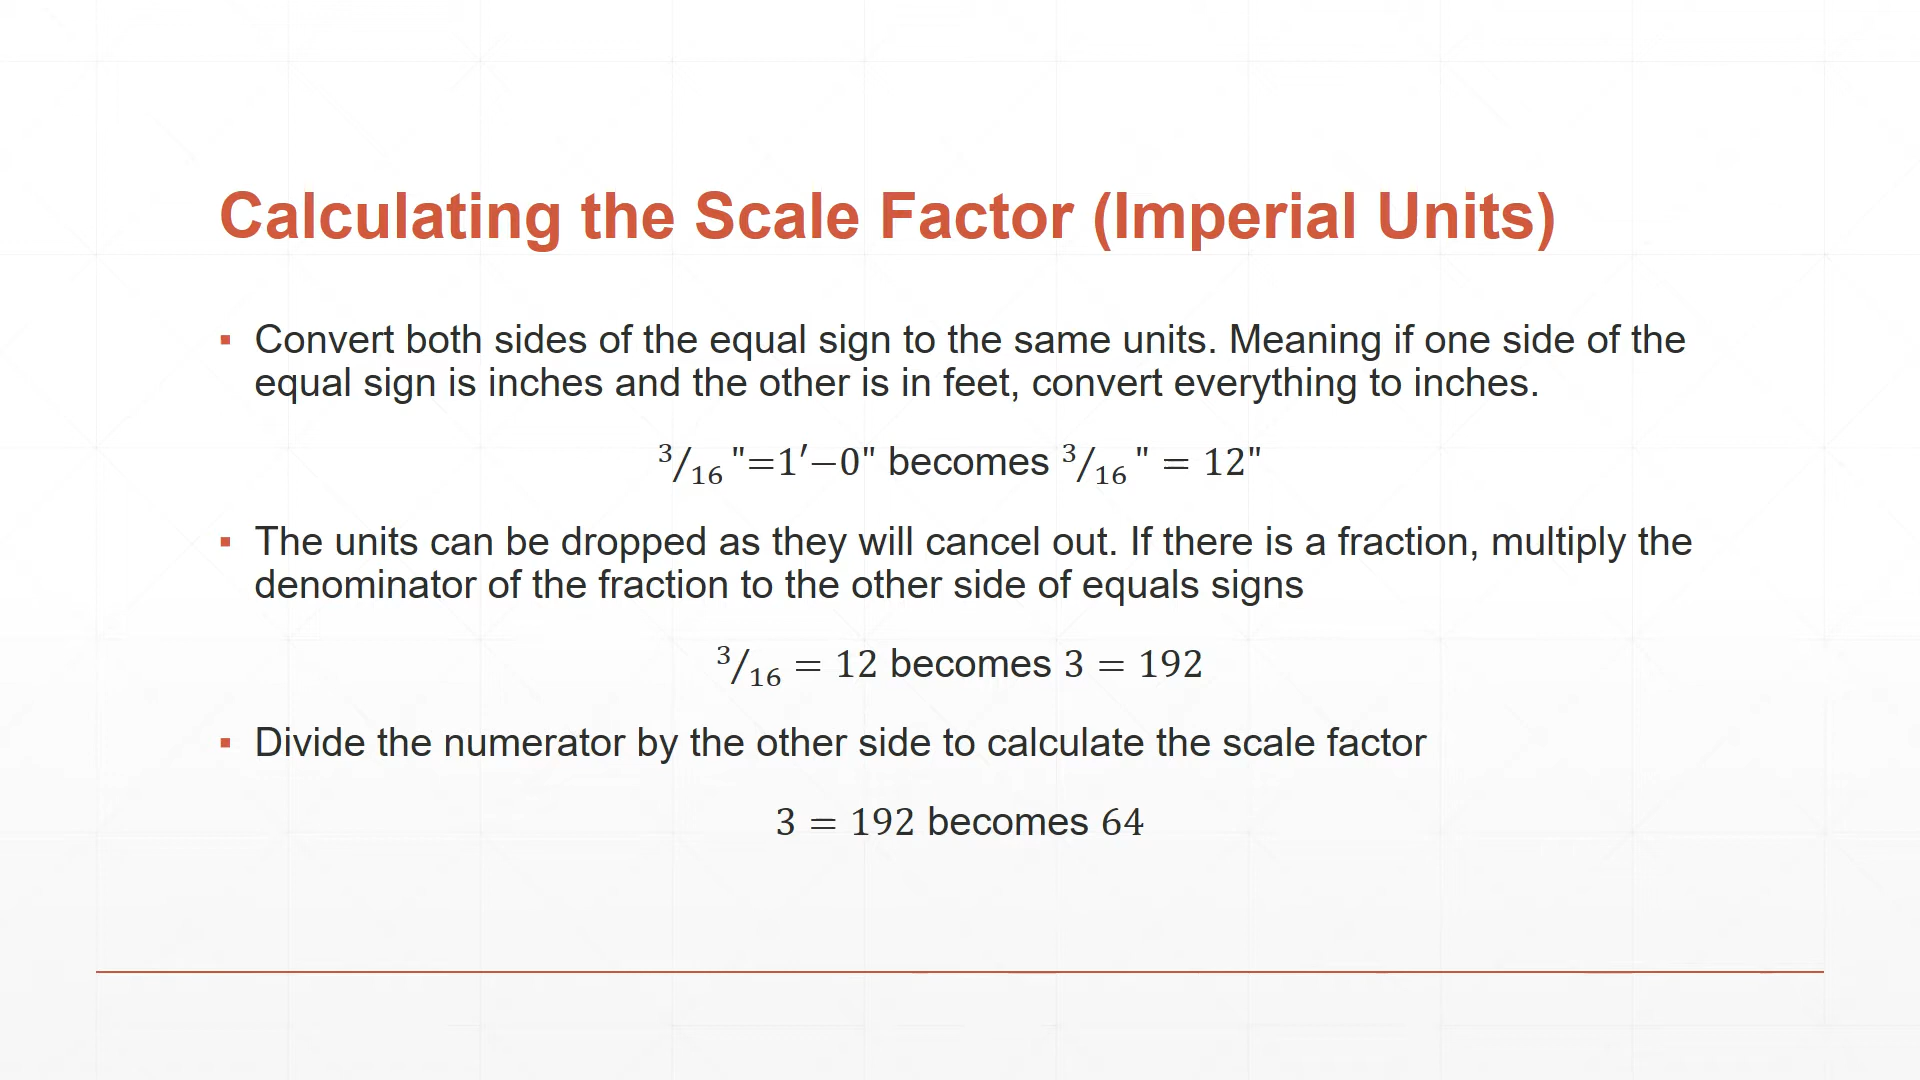 Calculating the Scale Factor (Imperial Units)
▪ Convert both sides of the equal sign to the same units. Meaning if one side of the
equal sign is inches and the other is in feet, convert everything to inches.
3/16 "=1′−0" becomes 3/16 " = 12"
▪ The units can be dropped as they will cancel out. If there is a fraction, multiply the
denominator of the fraction to the other side of equals signs
3/16 = 12 becomes 3 = 192
▪ Divide the numerator by the other side to calculate the scale factor
3 = 192 becomes 64